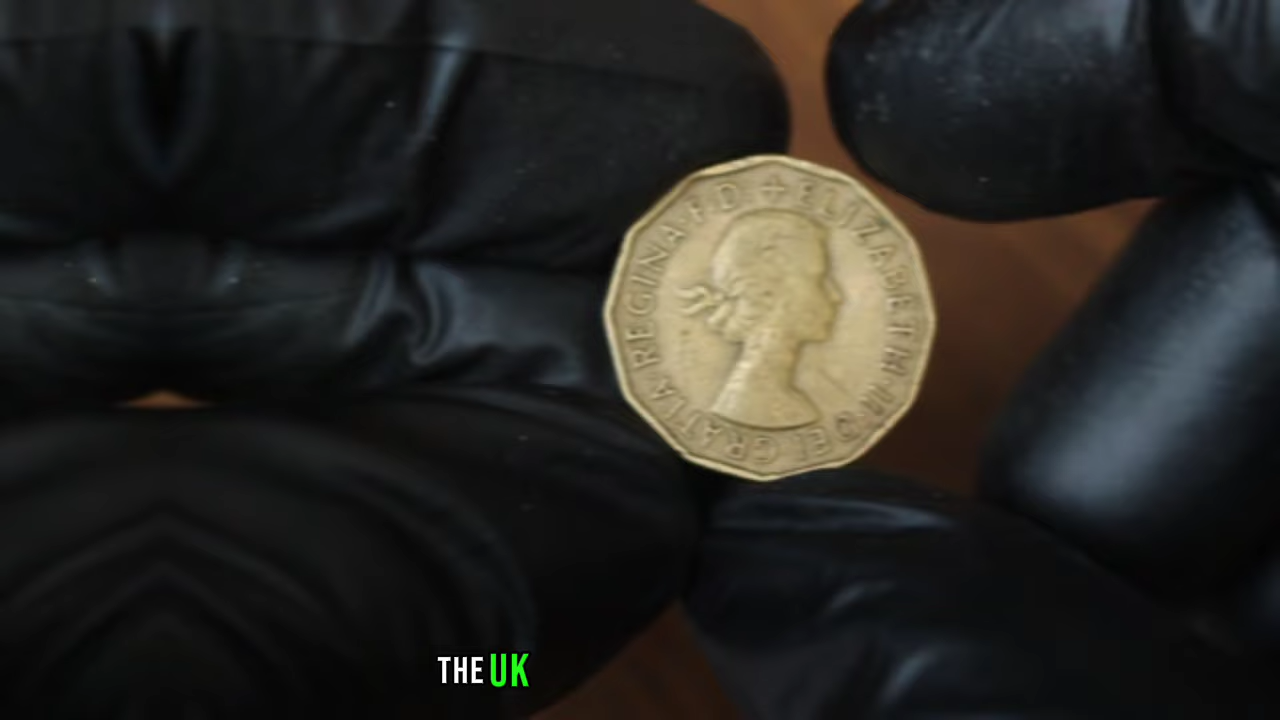 + ELIZABETH·II·DEI GRATIA REGINA·F:D·
THE UK